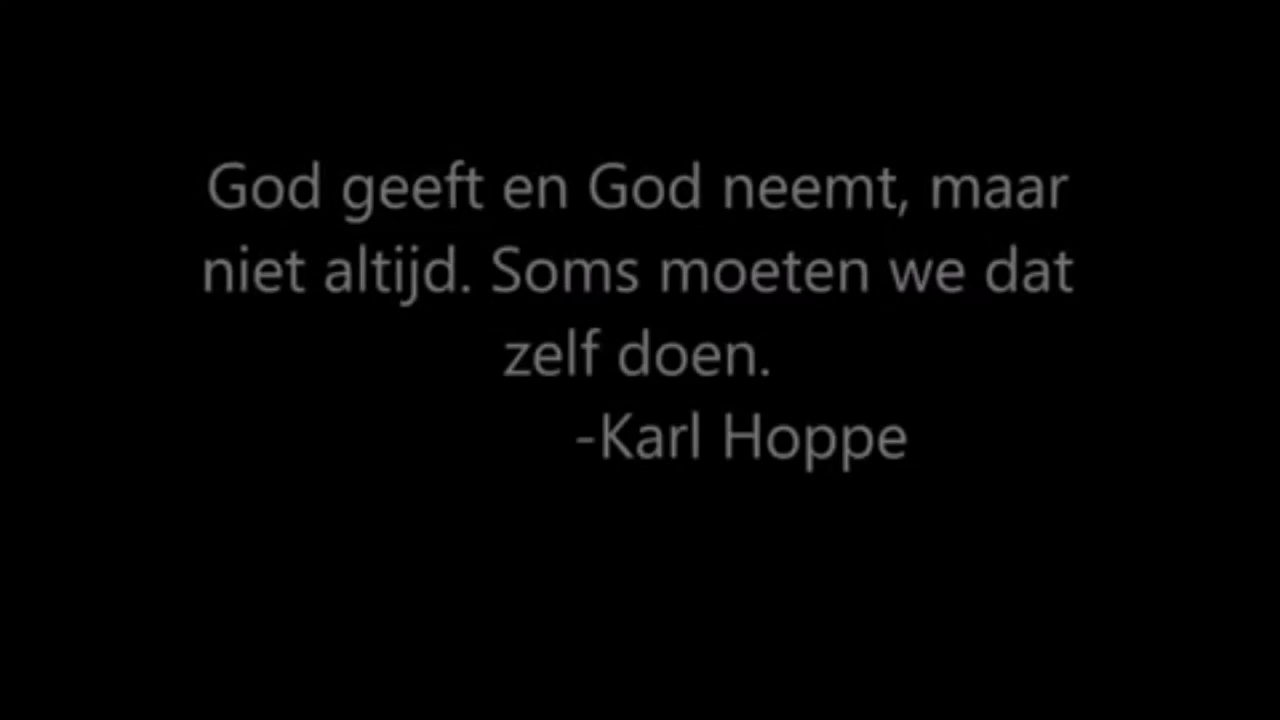 God geeft en God neemt, maar
niet altijd. Soms moeten we dat
zelf doen.
-Karl Hoppe